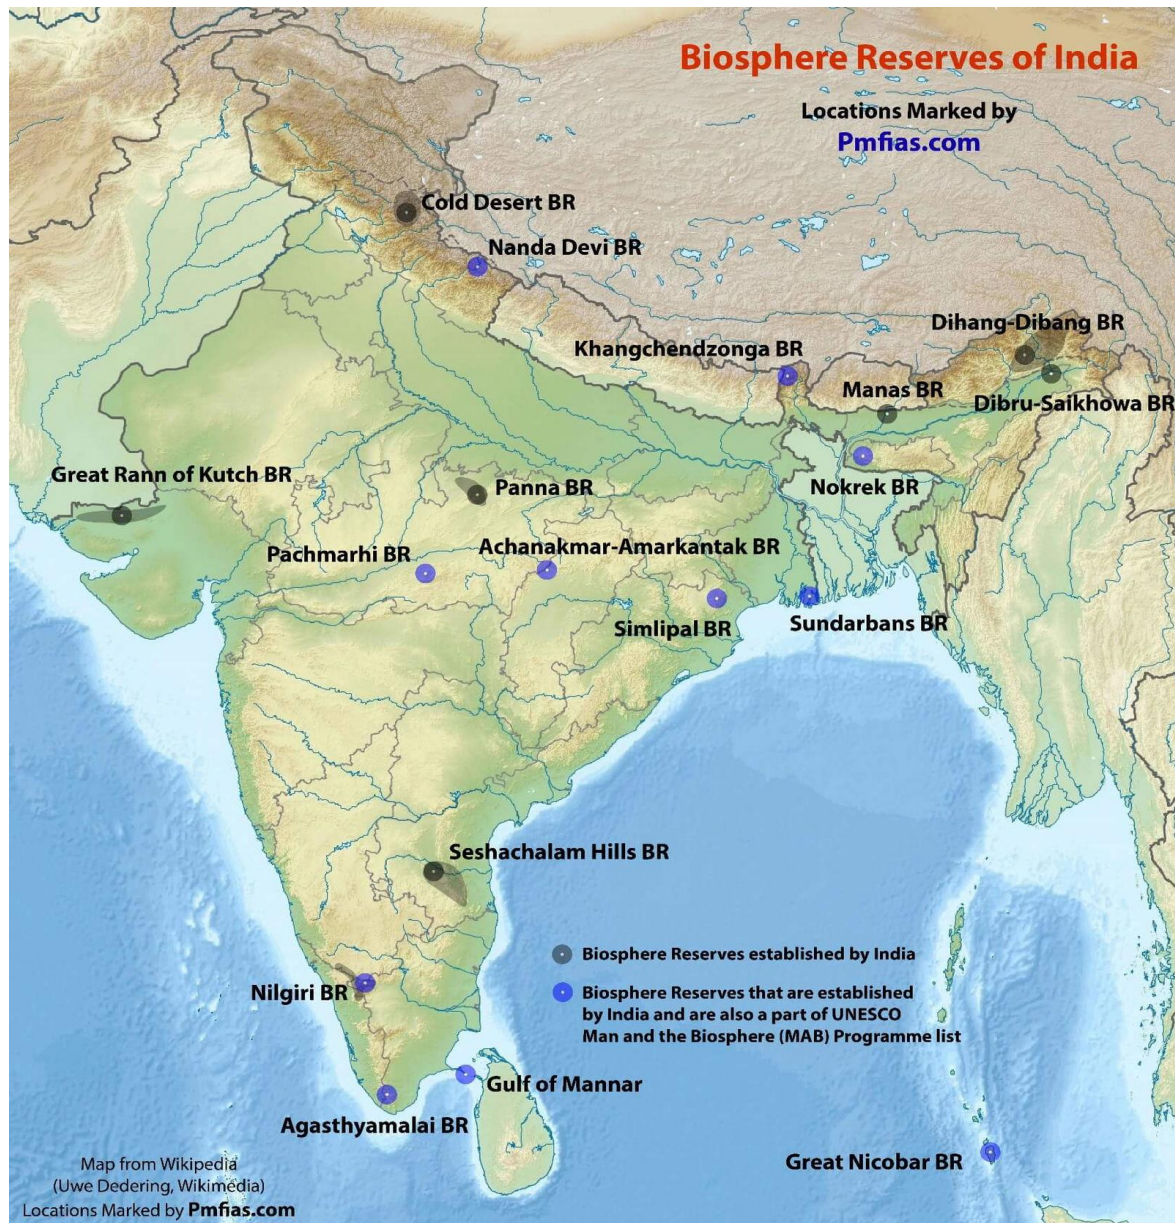 Biosphere Reserves of India
Locations Marked by
Pmfias.com
Cold Desert BR
Nanda Devi BR
Dihang-Dibang BR
Khangchendzonga BR
Manas BR
Dibru-Saikhowa BR
Great Rann of Kutch BR
Panna BR
Nokrek BR
Pachmarhi BR
Achanakmar-Amarkantak BR
Simlipal BR
Sundarbans BR
Seshachalam Hills BR
Biosphere Reserves established by India
Nilgiri BR
Biosphere Reserves that are established
by India and are also a part of UNESCO
Man and the Biosphere (MAB) Programme list
Gulf of Mannar
Agasthyamalai BR
Great Nicobar BR
Map from Wikipedia
(Uwe Dedering, Wikimedia)
Locations Marked by Pmfias.com